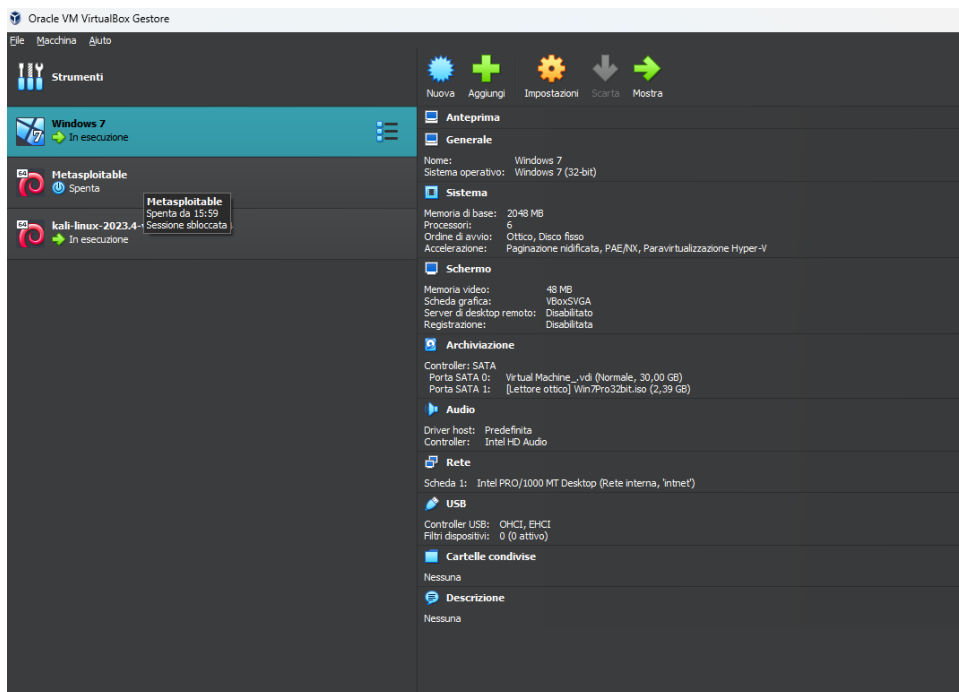 Oracle VM VirtualBox Gestore
File Macchina Aiuto
Strumenti
Nuova Aggiungi Impostazioni Scarta Mostra
Windows 7
In esecuzione
Metasploitable
Spenta
Metasploitable
Spenta da 15:59
Sessione sbloccata
kali-linux-2023.4-
In esecuzione
Anteprima
Generale
Nome: Windows 7
Sistema operativo: Windows 7 (32-bit)
Sistema
Memoria di base: 2048 MB
Processori: 6
Ordine di avvio: Ottico, Disco fisso
Accelerazione: Paginazione nidificata, PAE/NX, Paravirtualizzazione Hyper-V
Schermo
Memoria video: 48 MB
Scheda grafica: VBoxSVGA
Server di desktop remoto: Disabilitato
Registrazione: Disabilitata
Archiviazione
Controller: SATA
Porta SATA 0: Virtual Machine_.vdi (Normale, 30,00 GB)
Porta SATA 1: [Lettore ottico] Win7Pro32bit.iso (2,39 GB)
Audio
Driver host: Predefinita
Controller: Intel HD Audio
Rete
Scheda 1: Intel PRO/1000 MT Desktop (Rete interna, 'intnet')
USB
Controller USB: OHCI, EHCI
Filtri dispositivi: 0 (0 attivo)
Cartelle condivise
Nessuna
Descrizione
Nessuna